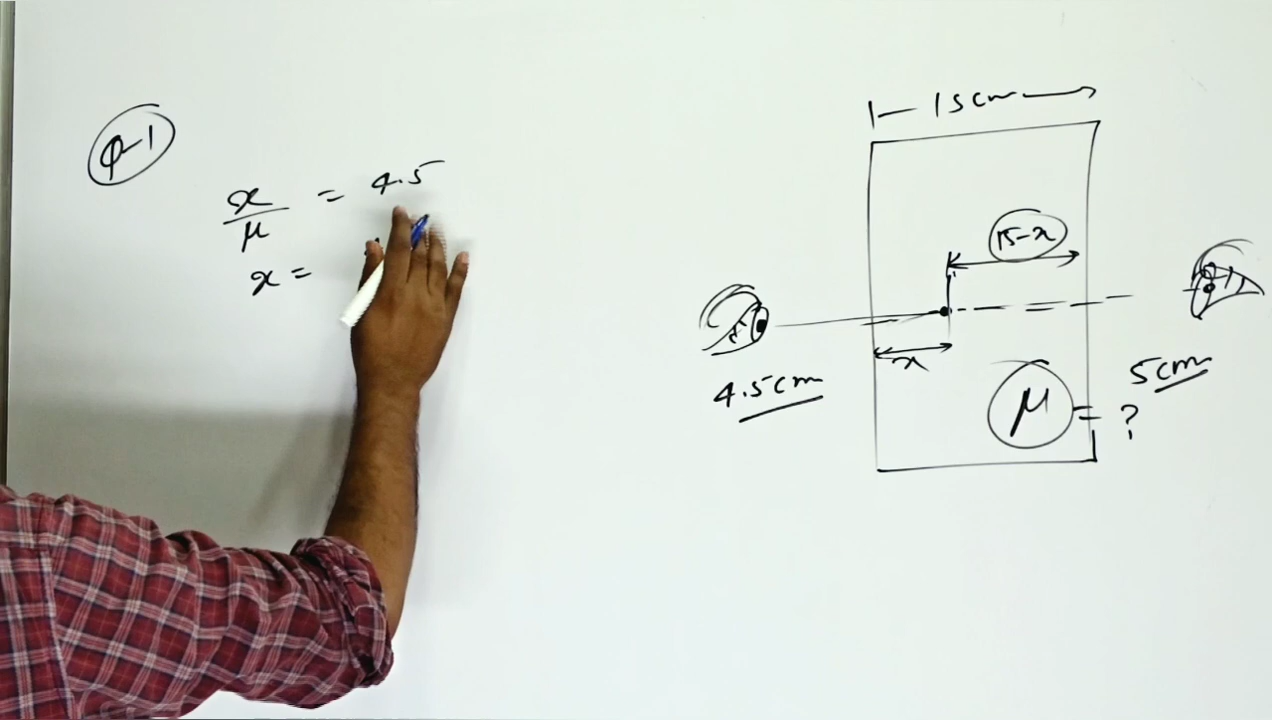 Q-1
x/μ = 4.5
x =
15cm
15-x
x
4.5cm
5cm
μ = ?